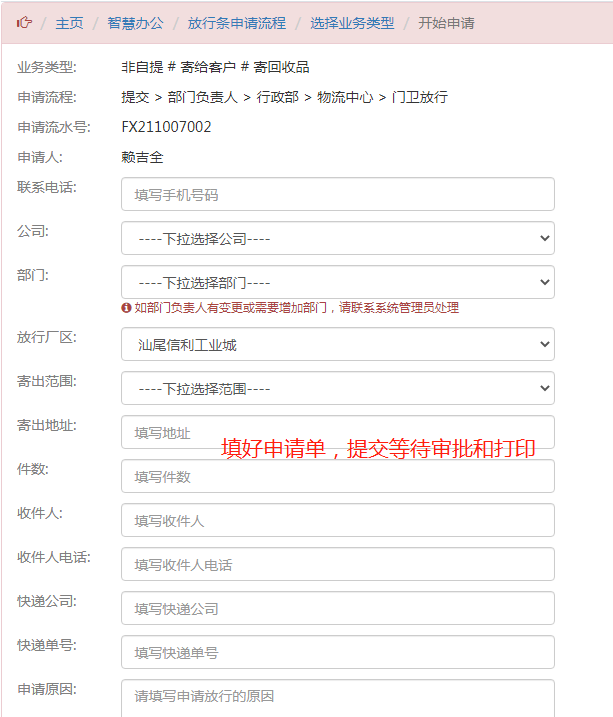 主页 / 智慧办公 / 放行条申请流程 / 选择业务类型 / 开始申请
业务类型: 非自提 # 寄给客户 # 寄回收品
申请流程: 提交 > 部门负责人 > 行政部 > 物流中心 > 门卫放行
申请流水号: FX211007002
申请人: 赖吉全
联系电话: 填写手机号码
公司: ----下拉选择公司----
部门: ----下拉选择部门----
如部门负责人有变更或需要增加部门，请联系系统管理员处理
放行厂区: 汕尾信利工业城
寄出范围: ----下拉选择范围----
寄出地址: 填写地址
填好申请单，提交等待审批和打印
件数: 填写件数
收件人: 填写收件人
收件人电话: 填写收件人电话
快递公司: 填写快递公司
快递单号: 填写快递单号
申请原因: 请填写申请放行的原因